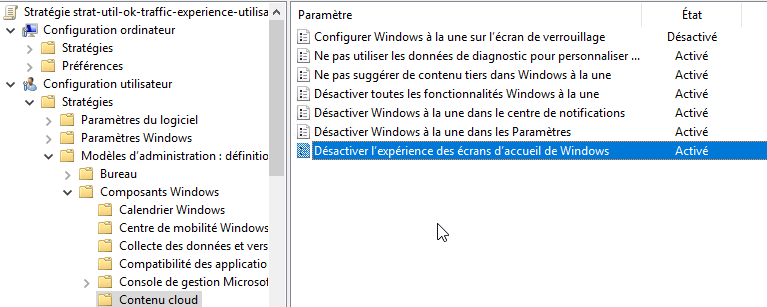 Stratégie strat-util-ok-traffic-experience-utilisa
Configuration ordinateur
Stratégies
Préférences
Configuration utilisateur
Stratégies
Paramètres du logiciel
Paramètres Windows
Modèles d'administration : définitio
Bureau
Composants Windows
Calendrier Windows
Centre de mobilité Windows
Collecte des données et vers
Compatibilité des application
Console de gestion Microsof
Contenu cloud
Paramètre État
Configurer Windows à la une sur l'écran de verrouillage Désactivé
Ne pas utiliser les données de diagnostic pour personnaliser ... Activé
Ne pas suggérer de contenu tiers dans Windows à la une Activé
Désactiver toutes les fonctionnalités Windows à la une Activé
Désactiver Windows à la une dans le centre de notifications Activé
Désactiver Windows à la une dans les Paramètres Activé
Désactiver l'expérience des écrans d'accueil de Windows Activé